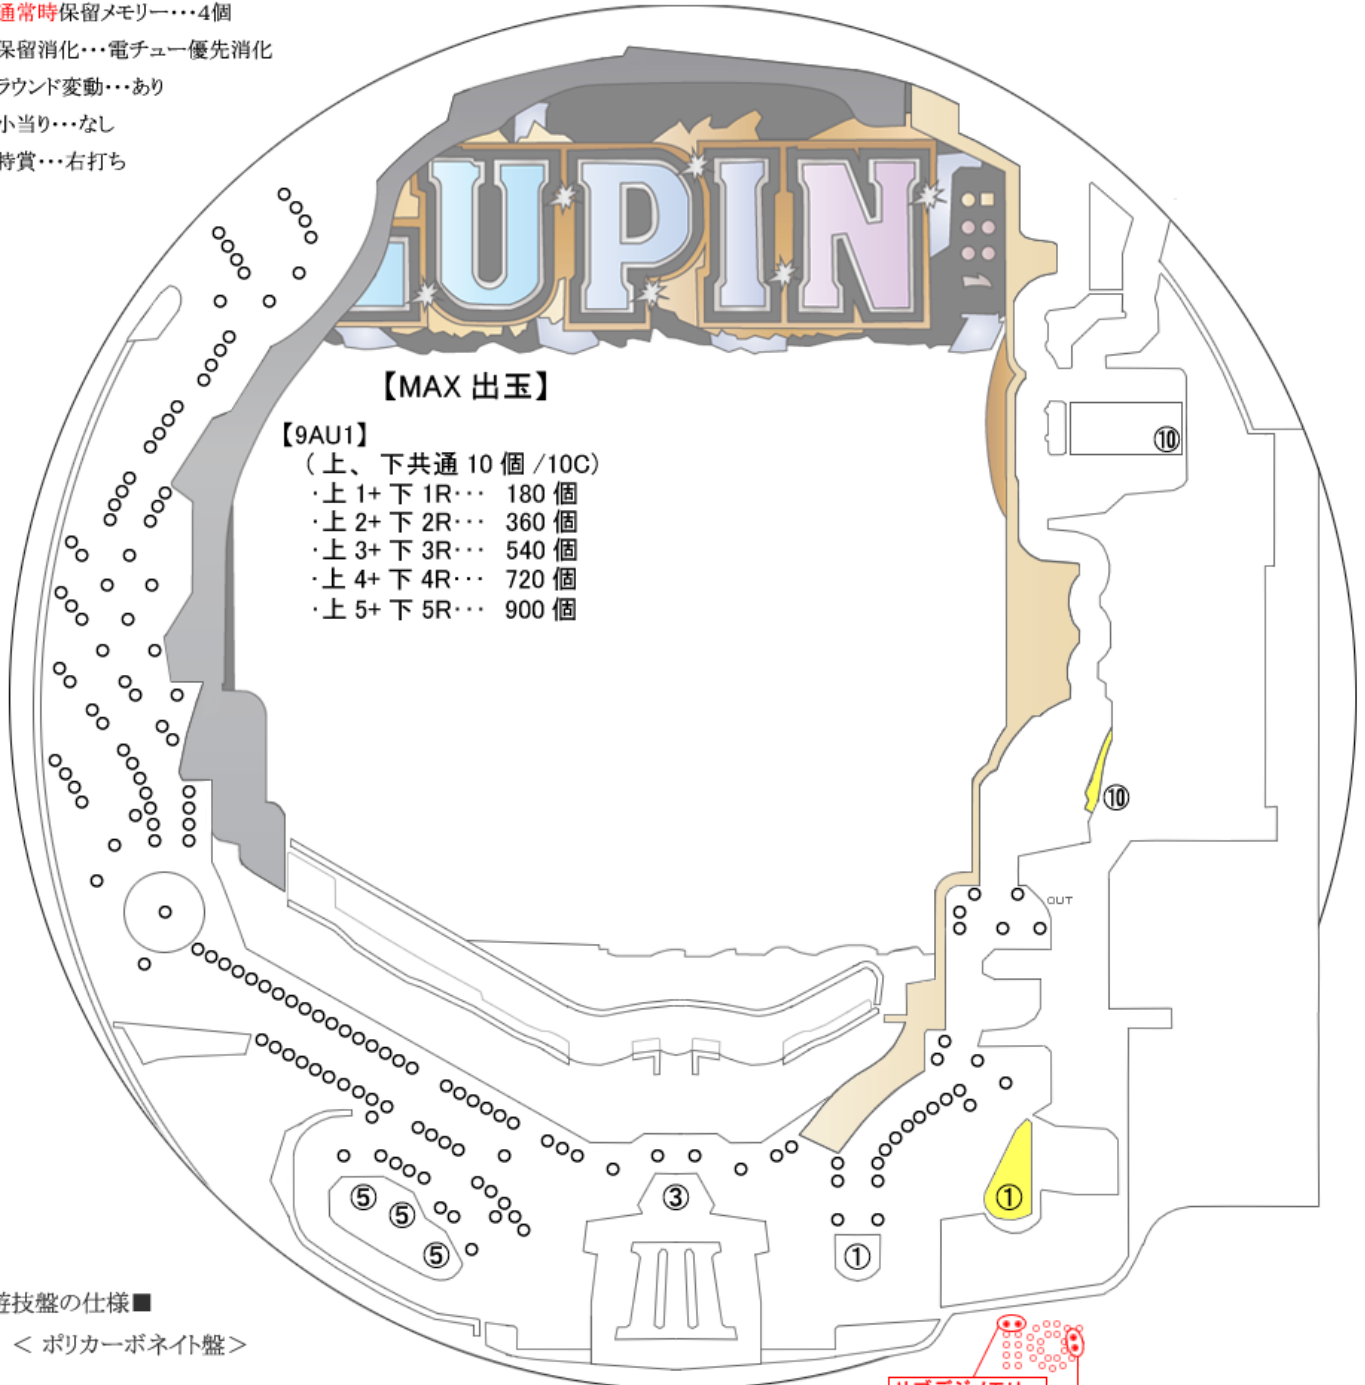 通常時保留メモリー・・・4個
保留消化・・・電チュー優先消化
ラウンド変動・・・あり
小当り・・・なし
特賞・・・右打ち
LUPIN
【MAX 出玉】
【9AU1】
(上、下共通 10 個 /10C)
・上 1+ 下 1R・・・ 180 個
・上 2+ 下 2R・・・ 360 個
・上 3+ 下 3R・・・ 540 個
・上 4+ 下 4R・・・ 720 個
・上 5+ 下 5R・・・ 900 個
⑩
⑩
OUT
⑤
⑤
⑤
③
①
①
遊技盤の仕様■
＜ ポリカーボネイト盤＞